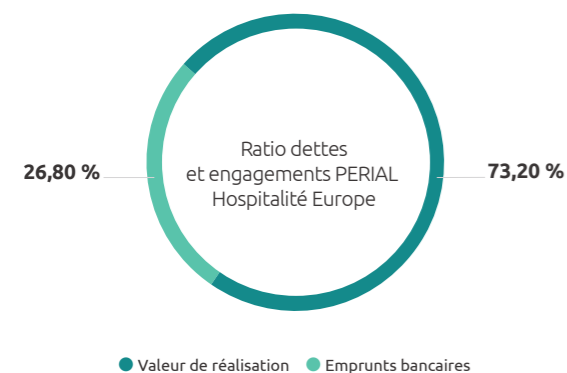 Ratio dettes
et engagements PERIAL
Hospitalité Europe
26,80 %
73,20 %
Valeur de réalisation
Emprunts bancaires